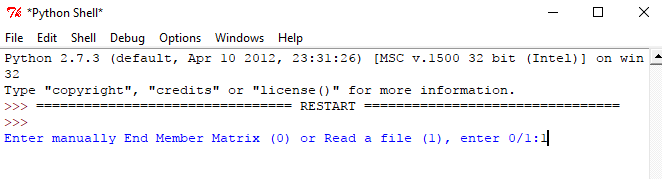 *Python Shell*
File Edit Shell Debug Options Windows Help
Python 2.7.3 (default, Apr 10 2012, 23:31:26) [MSC v.1500 32 bit (Intel)] on win
32
Type "copyright", "credits" or "license()" for more information.
>>> ================================ RESTART ================================
>>>
Enter manually End Member Matrix (0) or Read a file (1), enter 0/1:1